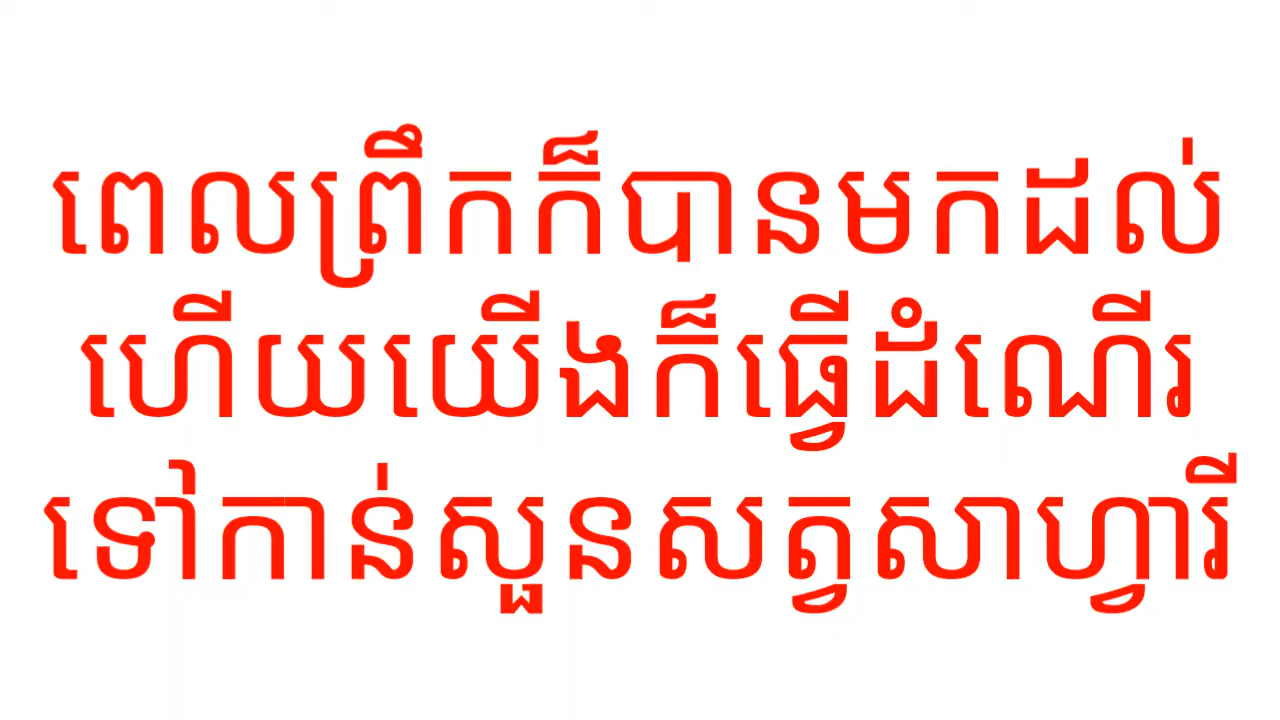 ពេលព្រឹកក៏បានមកដល់
ហើយយើងក៏ធ្វើដំណើរ
ទៅកាន់សួនសត្វសាហ្វារី